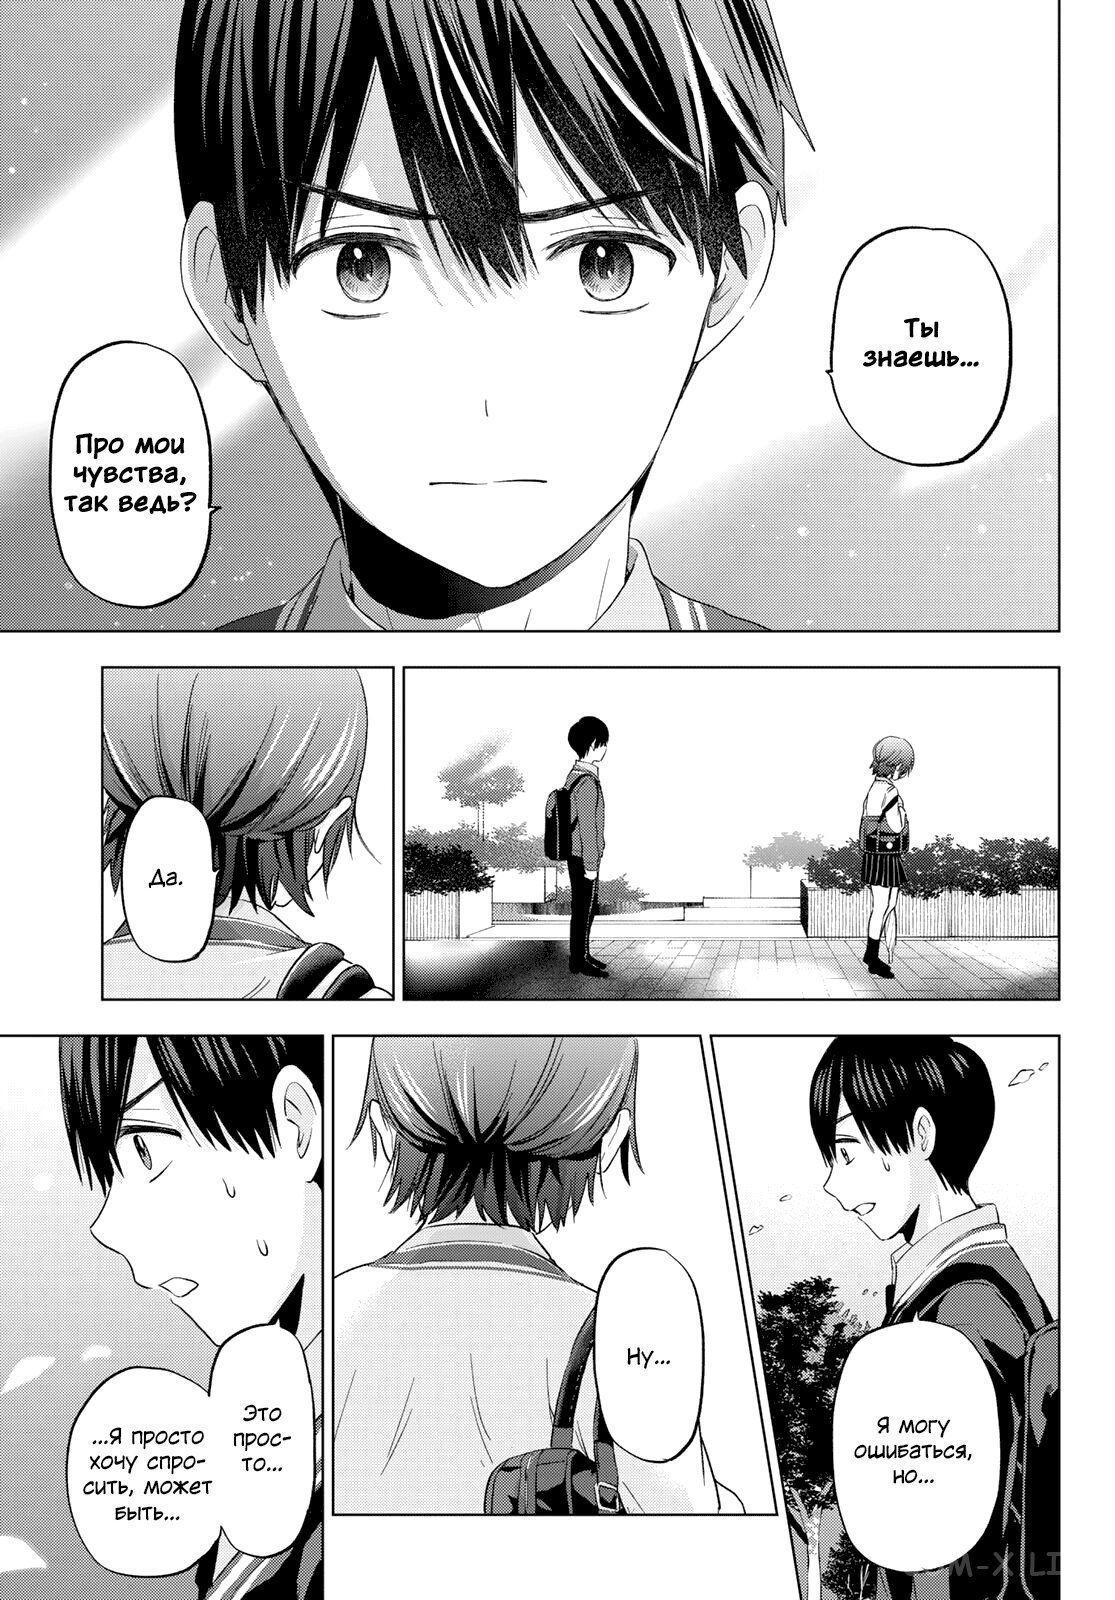 Ты
знаешь...
Про мои
чувства,
так ведь?
Да.
Я могу
ошибаться,
но...
Ну...
Это
прос-
то...
...Я просто
хочу спро-
сить, может
быть...